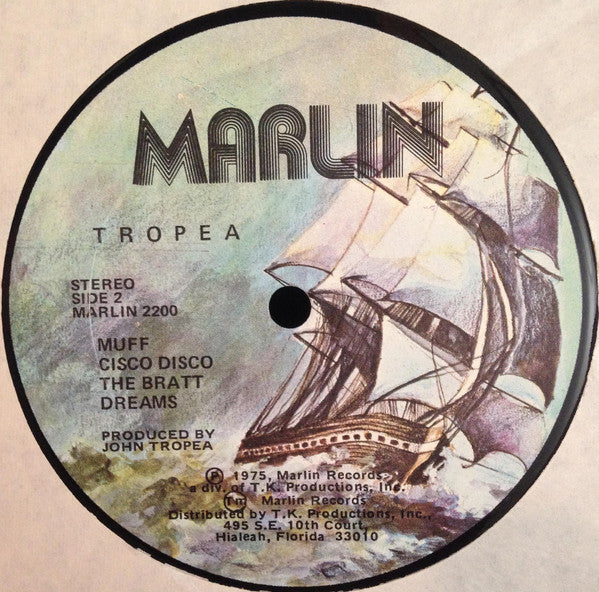 MARLIN
TROPEA
STEREO
SIDE 2
MARLIN 2200
MUFF
CISCO DISCO
THE BRATT
DREAMS
PRODUCED BY
JOHN TROPEA
Ⓟ 1975, Marlin Records
a div. of T.K. Productions, Inc.
Tm Marlin Records
Distributed by T.K. Productions, Inc.,
495 S.E. 10th Court,
Hialeah, Florida 33010